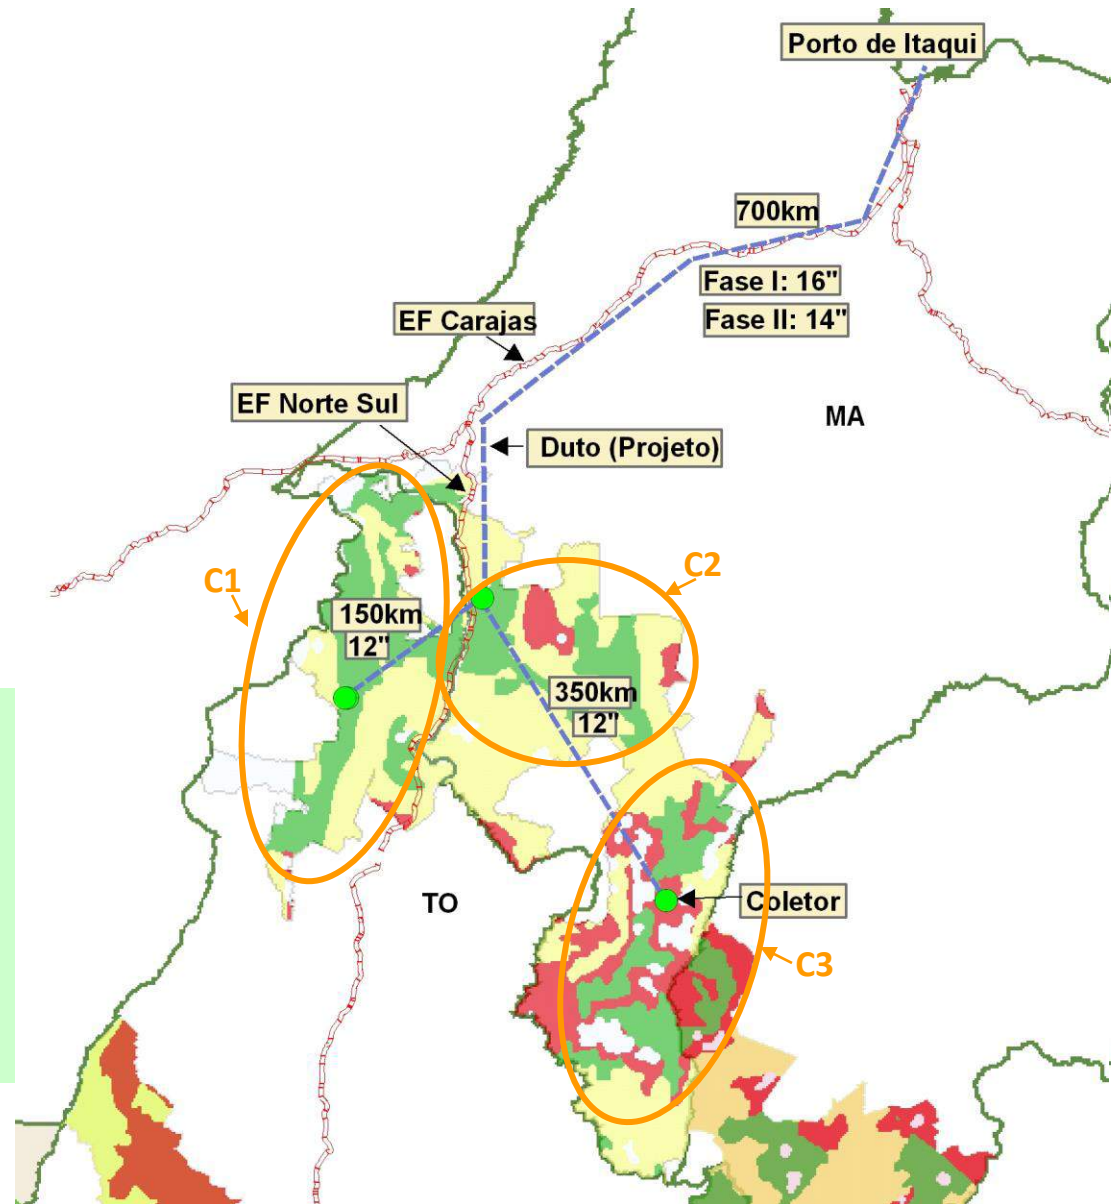 Porto de Itaqui
700km
Fase I: 16"
Fase II: 14"
EF Carajas
EF Norte Sul
MA
Duto (Projeto)
C1
C2
150km
12"
350km
12"
TO
Coletor
C3